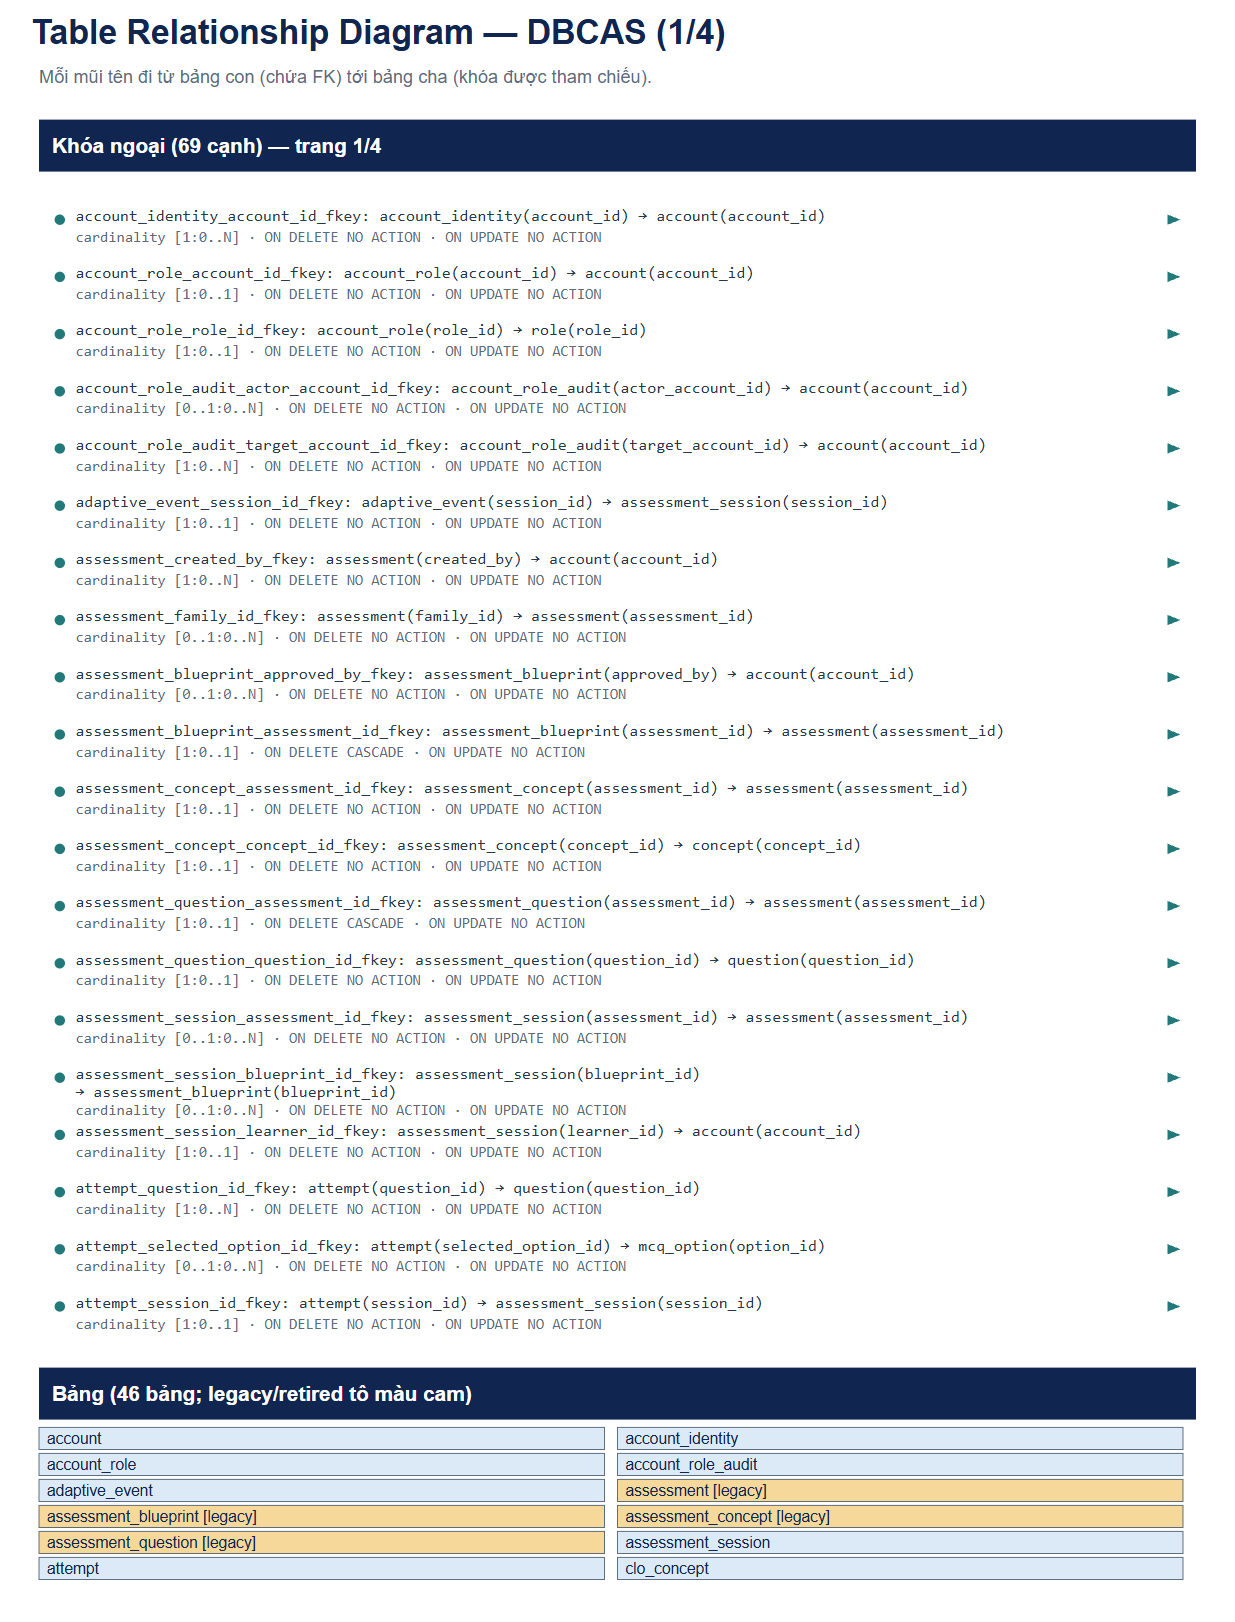 Table Relationship Diagram — DBCAS (1/4)
Mỗi mũi tên đi từ bảng con (chứa FK) tới bảng cha (khóa được tham chiếu).
Khóa ngoại (69 cạnh) — trang 1/4
account_identity_account_id_fkey: account_identity(account_id) → account(account_id)
cardinality [1:0..N] · ON DELETE NO ACTION · ON UPDATE NO ACTION
account_role_account_id_fkey: account_role(account_id) → account(account_id)
cardinality [1:0..1] · ON DELETE NO ACTION · ON UPDATE NO ACTION
account_role_role_id_fkey: account_role(role_id) → role(role_id)
cardinality [1:0..1] · ON DELETE NO ACTION · ON UPDATE NO ACTION
account_role_audit_actor_account_id_fkey: account_role_audit(actor_account_id) → account(account_id)
cardinality [0..1:0..N] · ON DELETE NO ACTION · ON UPDATE NO ACTION
account_role_audit_target_account_id_fkey: account_role_audit(target_account_id) → account(account_id)
cardinality [1:0..N] · ON DELETE NO ACTION · ON UPDATE NO ACTION
adaptive_event_session_id_fkey: adaptive_event(session_id) → assessment_session(session_id)
cardinality [1:0..1] · ON DELETE NO ACTION · ON UPDATE NO ACTION
assessment_created_by_fkey: assessment(created_by) → account(account_id)
cardinality [1:0..N] · ON DELETE NO ACTION · ON UPDATE NO ACTION
assessment_family_id_fkey: assessment(family_id) → assessment(assessment_id)
cardinality [0..1:0..N] · ON DELETE NO ACTION · ON UPDATE NO ACTION
assessment_blueprint_approved_by_fkey: assessment_blueprint(approved_by) → account(account_id)
cardinality [0..1:0..N] · ON DELETE NO ACTION · ON UPDATE NO ACTION
assessment_blueprint_assessment_id_fkey: assessment_blueprint(assessment_id) → assessment(assessment_id)
cardinality [1:0..1] · ON DELETE CASCADE · ON UPDATE NO ACTION
assessment_concept_assessment_id_fkey: assessment_concept(assessment_id) → assessment(assessment_id)
cardinality [1:0..1] · ON DELETE NO ACTION · ON UPDATE NO ACTION
assessment_concept_concept_id_fkey: assessment_concept(concept_id) → concept(concept_id)
cardinality [1:0..1] · ON DELETE NO ACTION · ON UPDATE NO ACTION
assessment_question_assessment_id_fkey: assessment_question(assessment_id) → assessment(assessment_id)
cardinality [1:0..1] · ON DELETE CASCADE · ON UPDATE NO ACTION
assessment_question_question_id_fkey: assessment_question(question_id) → question(question_id)
cardinality [1:0..1] · ON DELETE NO ACTION · ON UPDATE NO ACTION
assessment_session_assessment_id_fkey: assessment_session(assessment_id) → assessment(assessment_id)
cardinality [0..1:0..N] · ON DELETE NO ACTION · ON UPDATE NO ACTION
assessment_session_blueprint_id_fkey: assessment_session(blueprint_id)
→ assessment_blueprint(blueprint_id)
cardinality [0..1:0..N] · ON DELETE NO ACTION · ON UPDATE NO ACTION
assessment_session_learner_id_fkey: assessment_session(learner_id) → account(account_id)
cardinality [1:0..1] · ON DELETE NO ACTION · ON UPDATE NO ACTION
attempt_question_id_fkey: attempt(question_id) → question(question_id)
cardinality [1:0..N] · ON DELETE NO ACTION · ON UPDATE NO ACTION
attempt_selected_option_id_fkey: attempt(selected_option_id) → mcq_option(option_id)
cardinality [0..1:0..N] · ON DELETE NO ACTION · ON UPDATE NO ACTION
attempt_session_id_fkey: attempt(session_id) → assessment_session(session_id)
cardinality [1:0..1] · ON DELETE NO ACTION · ON UPDATE NO ACTION
Bảng (46 bảng; legacy/retired tô màu cam)
account
account_identity
account_role
account_role_audit
adaptive_event
assessment [legacy]
assessment_blueprint [legacy]
assessment_concept [legacy]
assessment_question [legacy]
assessment_session
attempt
clo_concept